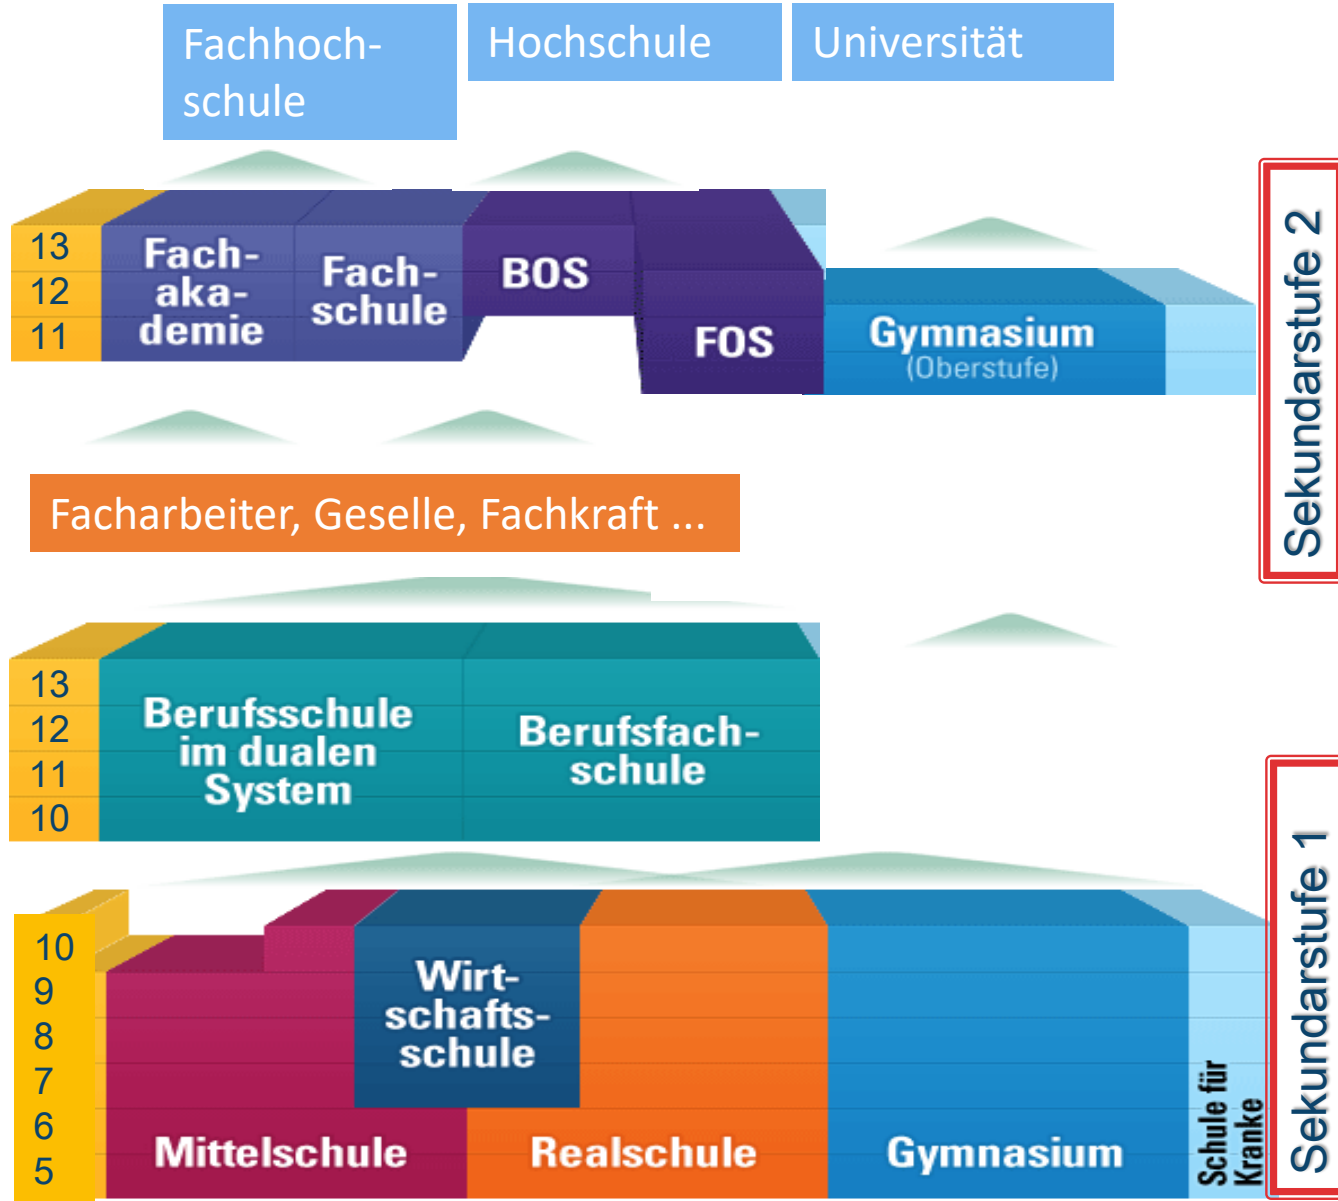 Fachhoch-
schule
Hochschule
Universität
13
12
11
Fach-
aka-
demie
Fach-
schule
BOS
FOS
Gymnasium
(Oberstufe)
Sekundarstufe 2
Facharbeiter, Geselle, Fachkraft ...
13
12
11
10
Berufsschule
im dualen
System
Berufsfach-
schule
10
9
8
7
6
5
Wirt-
schafts-
schule
Mittelschule
Realschule
Gymnasium
Schule für
Kranke
Sekundarstufe 1